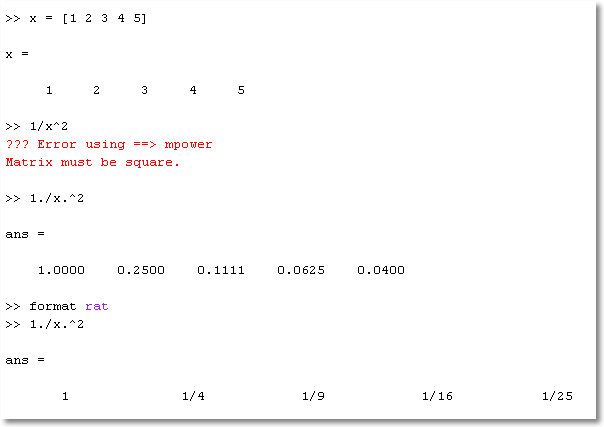 >> x = [1 2 3 4 5]
x =
1 2 3 4 5
>> 1/x^2
??? Error using ==> mpower
Matrix must be square.
>> 1./x.^2
ans =
1.0000 0.2500 0.1111 0.0625 0.0400
>> format rat
>> 1./x.^2
ans =
1 1/4 1/9 1/16 1/25